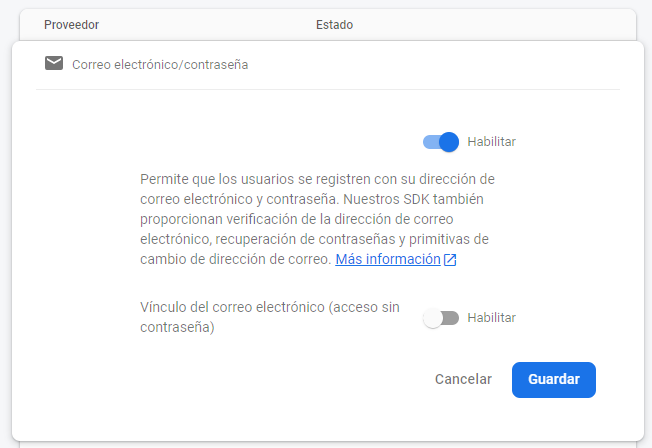 Proveedor
Estado
Correo electrónico/contraseña
Habilitar
Permite que los usuarios se registren con su dirección de
correo electrónico y contraseña. Nuestros SDK también
proporcionan verificación de la dirección de correo
electrónico, recuperación de contraseñas y primitivas de
cambio de dirección de correo. Más información
Vínculo del correo electrónico (acceso sin
contraseña)
Habilitar
Cancelar
Guardar